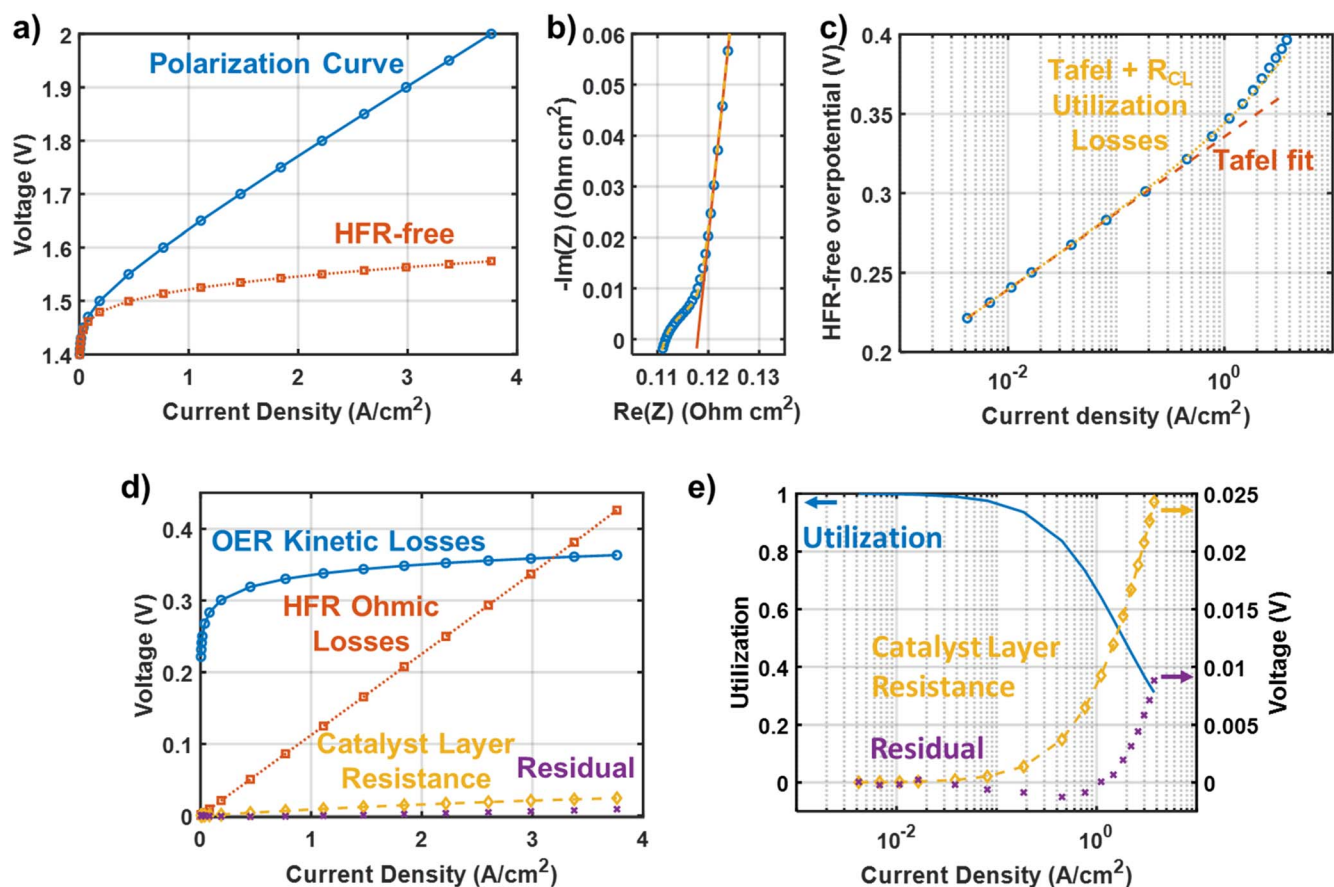 a)
2
1.9
1.8
1.7
1.6
1.5
1.4
Voltage (V)
Polarization Curve
HFR-free
0
1
2
3
4
Current Density (A/cm²)
b)
0.06
0.05
0.04
0.03
0.02
0.01
0
-Im(Z) (Ohm cm²)
0.11
0.12
0.13
Re(Z) (Ohm cm²)
c)
0.4
0.35
0.3
0.25
0.2
HFR-free overpotential (V)
Tafel + R_CL
Utilization
Losses
Tafel fit
10⁻²
10⁰
Current density (A/cm²)
d)
0.4
0.3
0.2
0.1
0
Voltage (V)
OER Kinetic Losses
HFR Ohmic
Losses
Catalyst Layer
Resistance
Residual
0
1
2
3
4
Current Density (A/cm²)
e)
1
0.8
0.6
0.4
0.2
0
Utilization
Utilization
Catalyst Layer
Resistance
Residual
0.025
0.02
0.015
0.01
0.005
0
Voltage (V)
10⁻²
10⁰
Current Density (A/cm²)